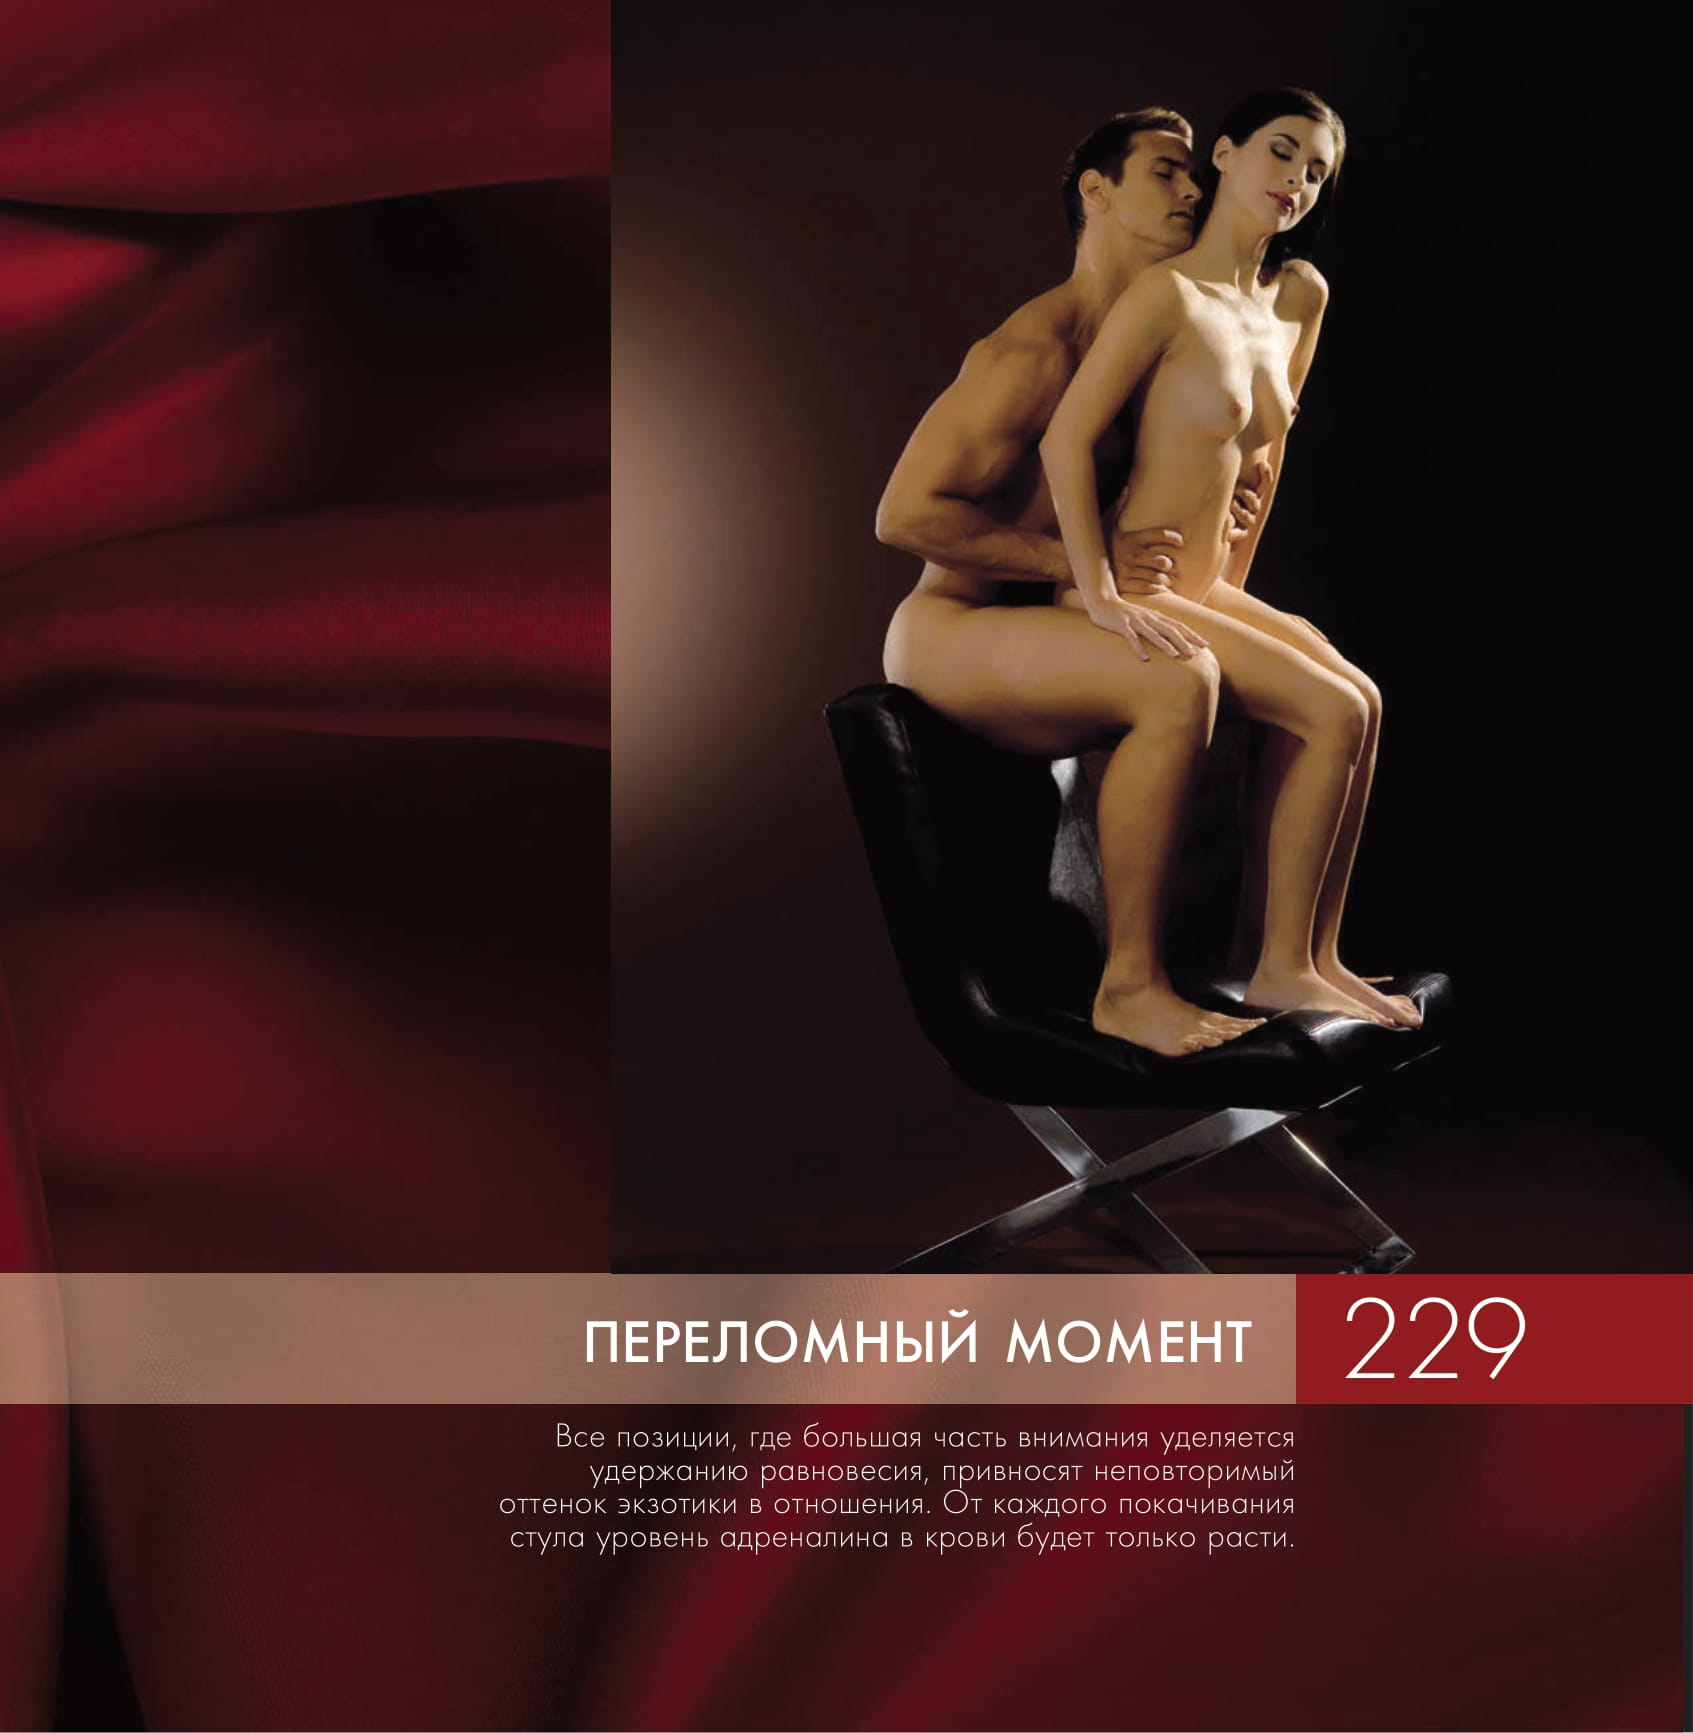 ПЕРЕЛОМНЫЙ МОМЕНТ 229
Все позиции, где большая часть внимания уделяется
удержанию равновесия, привносят неповторимый
оттенок экзотики в отношения. От каждого покачивания
стула уровень адреналина в крови будет только расти.